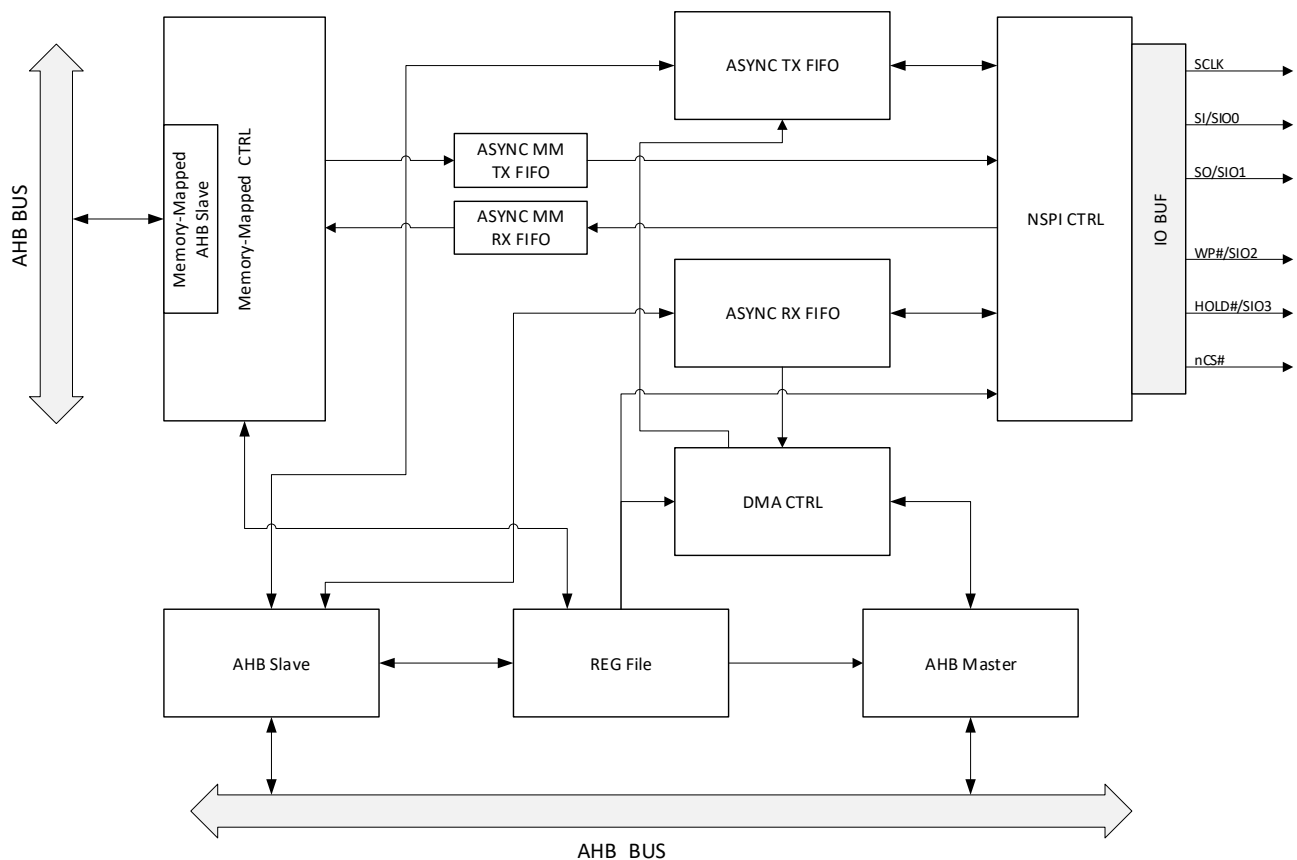 ASYNC TX FIFO
SCLK
SI/SIO0
SO/SIO1
WP#/SIO2
HOLD#/SIO3
nCS#
AHB BUS
Memory-Mapped
AHB Slave
Memory-Mapped CTRL
ASYNC MM
TX FIFO
ASYNC MM
RX FIFO
NSPI CTRL
IO BUF
ASYNC RX FIFO
DMA CTRL
AHB Slave
REG File
AHB Master
AHB BUS